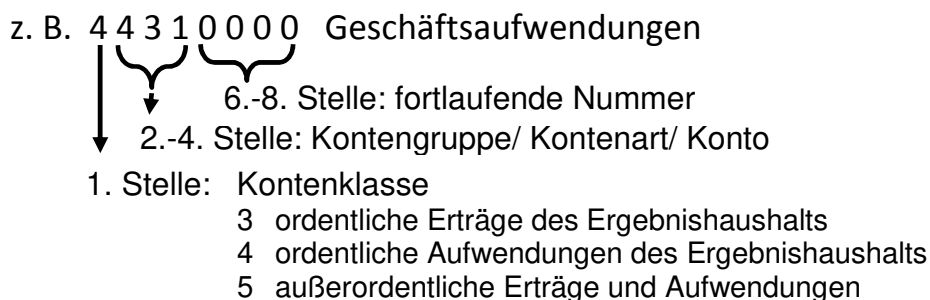 z. B. 4 4 3 1 0 0 0 0 Geschäftsaufwendungen
6.-8. Stelle: fortlaufende Nummer
2.-4. Stelle: Kontengruppe/ Kontenart/ Konto
1. Stelle: Kontenklasse
3 ordentliche Erträge des Ergebnishaushalts
4 ordentliche Aufwendungen des Ergebnishaushalts
5 außerordentliche Erträge und Aufwendungen